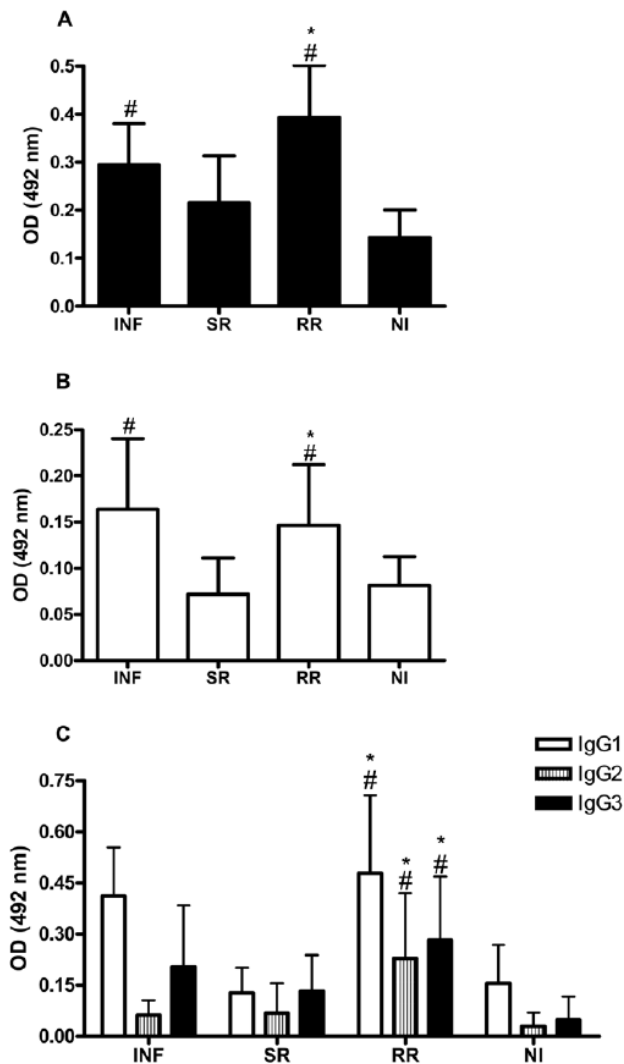 A
*
# #
0.5
0.4
0.3
0.2
0.1
0.0
OD (492 nm)
INF SR RR NI
B
*
# #
0.25
0.20
0.15
0.10
0.05
0.00
OD (492 nm)
INF SR RR NI
C
IgG1
IgG2
IgG3
* * *
# # #
0.75
0.60
0.45
0.30
0.15
0.00
OD (492 nm)
INF SR RR NI